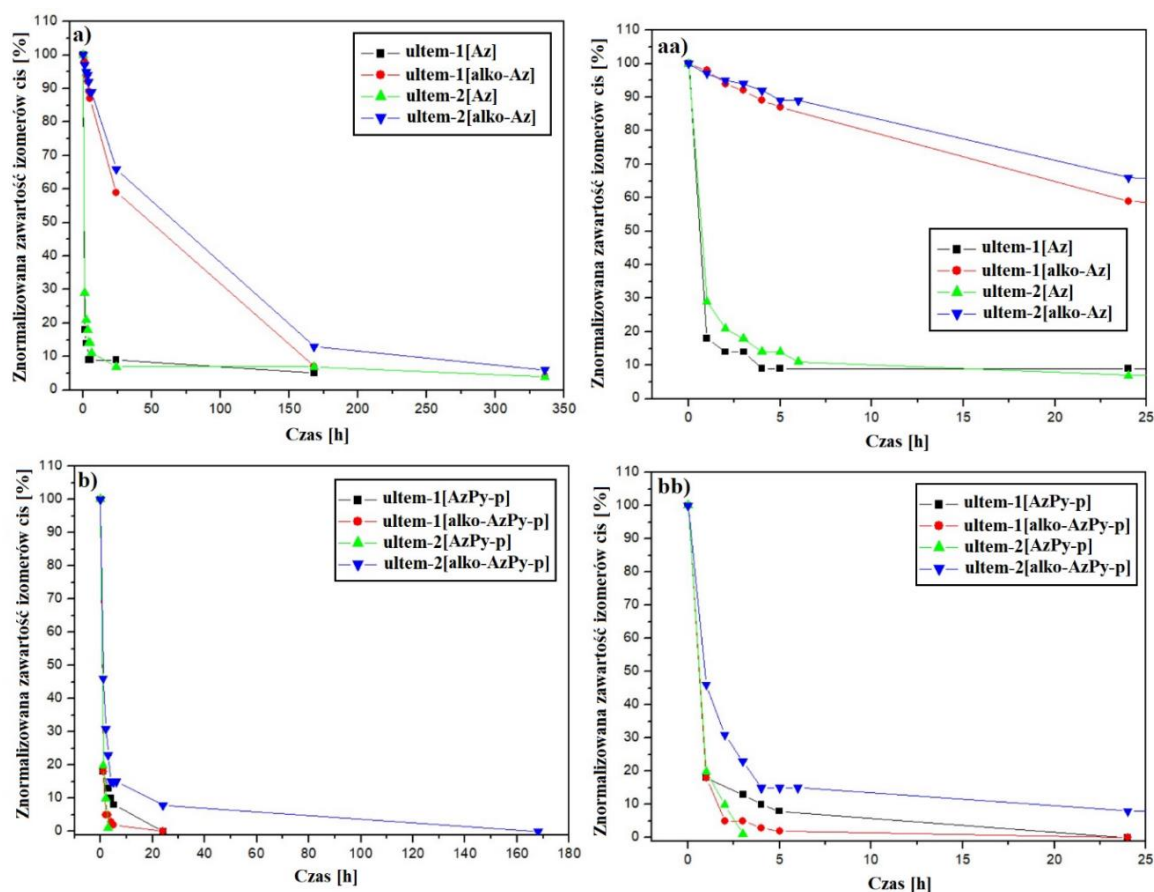 a)
ultem-1[Az]
ultem-1[alko-Az]
ultem-2[Az]
ultem-2[alko-Az]
Znormalizowana zawartość izomerów cis [%]
110
100
90
80
70
60
50
40
30
20
10
0
0 50 100 150 200 250 300 350
Czas [h]
aa)
ultem-1[Az]
ultem-1[alko-Az]
ultem-2[Az]
ultem-2[alko-Az]
Znormalizowana zawartość izomerów cis [%]
110
100
90
80
70
60
50
40
30
20
10
0
0 5 10 15 20 25
Czas [h]
b)
ultem-1[AzPy-p]
ultem-1[alko-AzPy-p]
ultem-2[AzPy-p]
ultem-2[alko-AzPy-p]
Znormalizowana zawartość izomerów cis [%]
110
100
90
80
70
60
50
40
30
20
10
0
0 20 40 60 80 100 120 140 160 180
Czas [h]
bb)
ultem-1[AzPy-p]
ultem-1[alko-AzPy-p]
ultem-2[AzPy-p]
ultem-2[alko-AzPy-p]
Znormalizowana zawartość izomerów cis [%]
110
100
90
80
70
60
50
40
30
20
10
0
0 5 10 15 20 25
Czas [h]